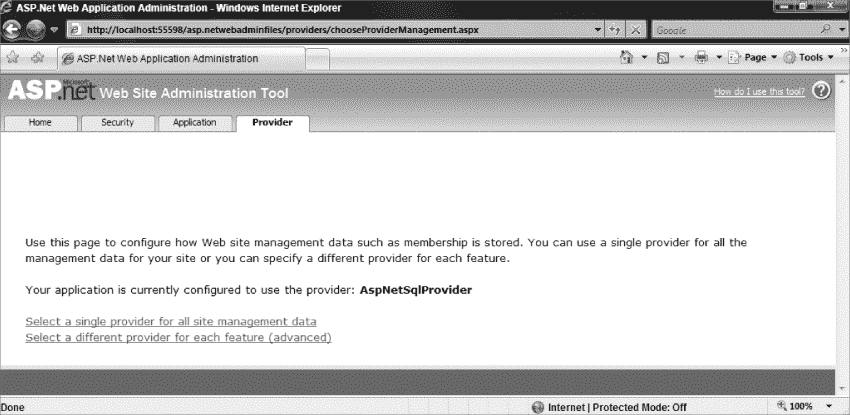 ASP.Net Web Application Administration - Windows Internet Explorer
http://localhost:55598/asp.netwebadminfiles/providers/chooseProviderManagement.aspx
Google
ASP.Net Web Application Administration
Page
Tools
Microsoft
ASP.net Web Site Administration Tool
How do I use this tool? ?
Home Security Application Provider
Use this page to configure how Web site management data such as membership is stored. You can use a single provider for all the
management data for your site or you can specify a different provider for each feature.
Your application is currently configured to use the provider: AspNetSqlProvider
Select a single provider for all site management data
Select a different provider for each feature (advanced)
Done
Internet | Protected Mode: Off
100%